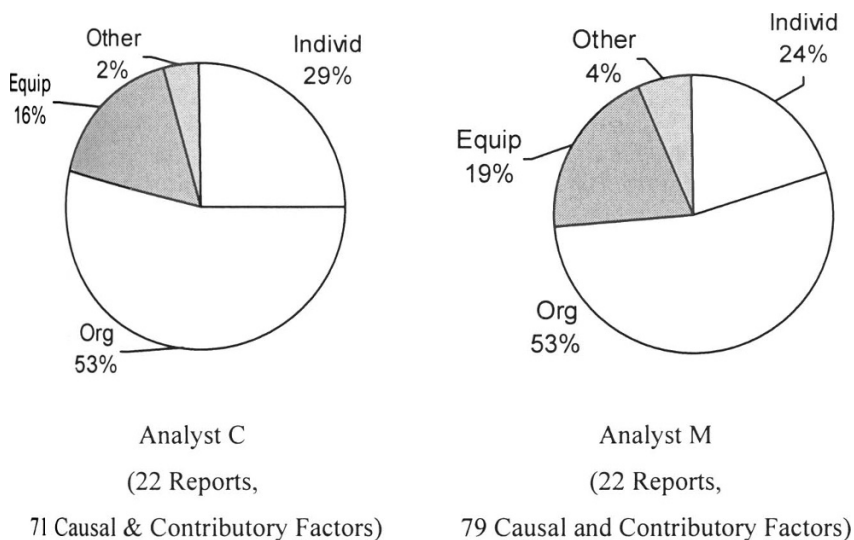 Other
2%
Individ
29%
Equip
16%
Org
53%
Analyst C
(22 Reports,
71 Causal & Contributory Factors)
Other
4%
Individ
24%
Equip
19%
Org
53%
Analyst M
(22 Reports,
79 Causal and Contributory Factors)